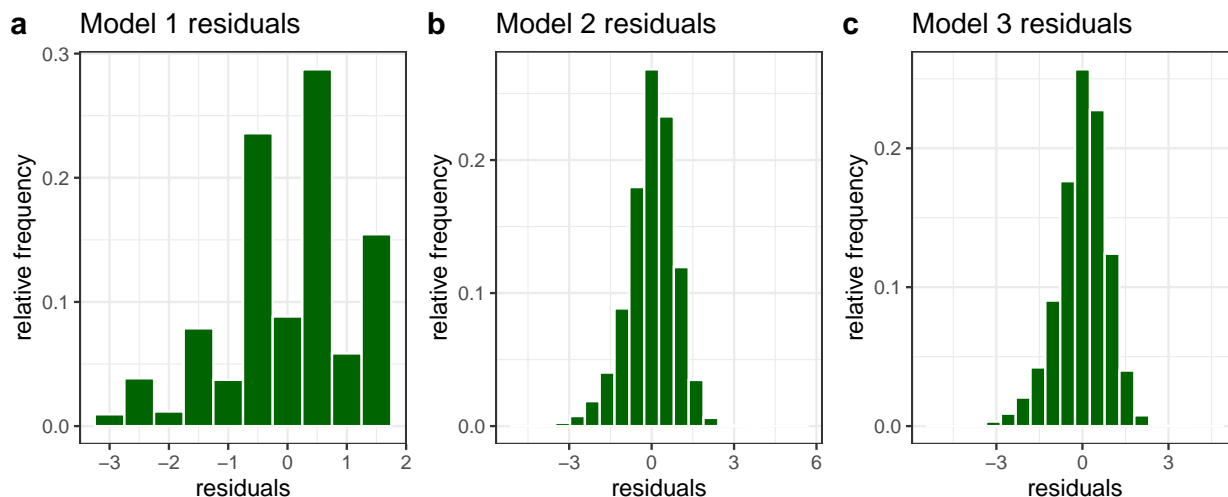 a Model 1 residuals
0.3
0.2
0.1
0.0
relative frequency
−3 −2 −1 0 1 2
residuals
b Model 2 residuals
0.2
0.1
0.0
relative frequency
−3 0 3 6
residuals
c Model 3 residuals
0.2
0.1
0.0
relative frequency
−3 0 3
residuals